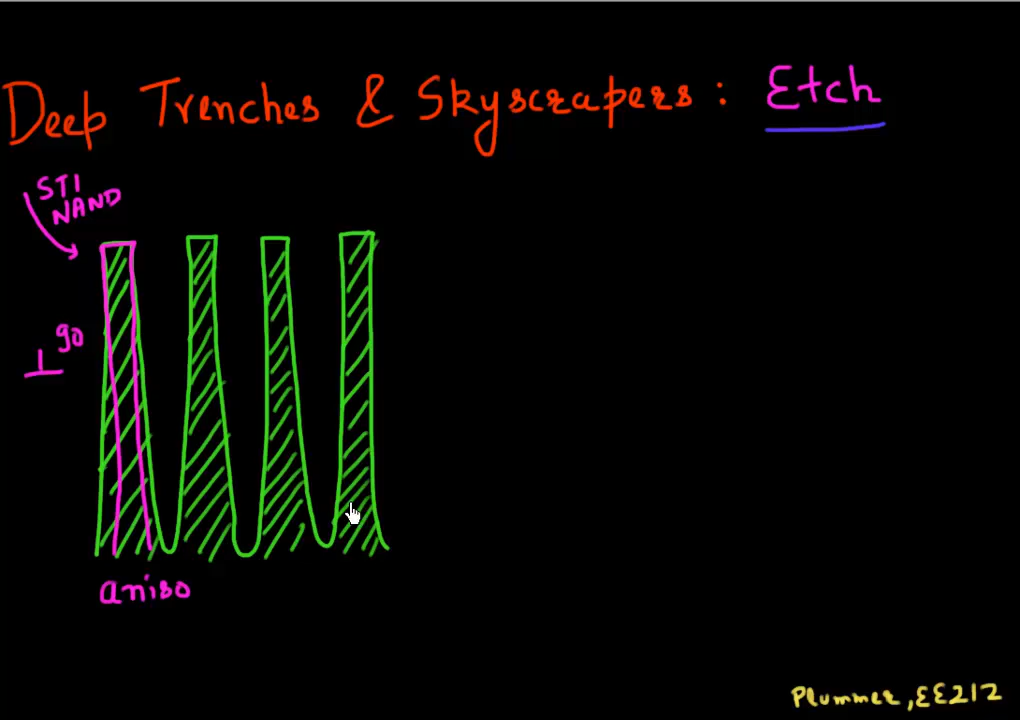 Deep Trenches & Skyscrapers : Etch
STI
NAND
⊥ 90
aniso
Plummer, EE212